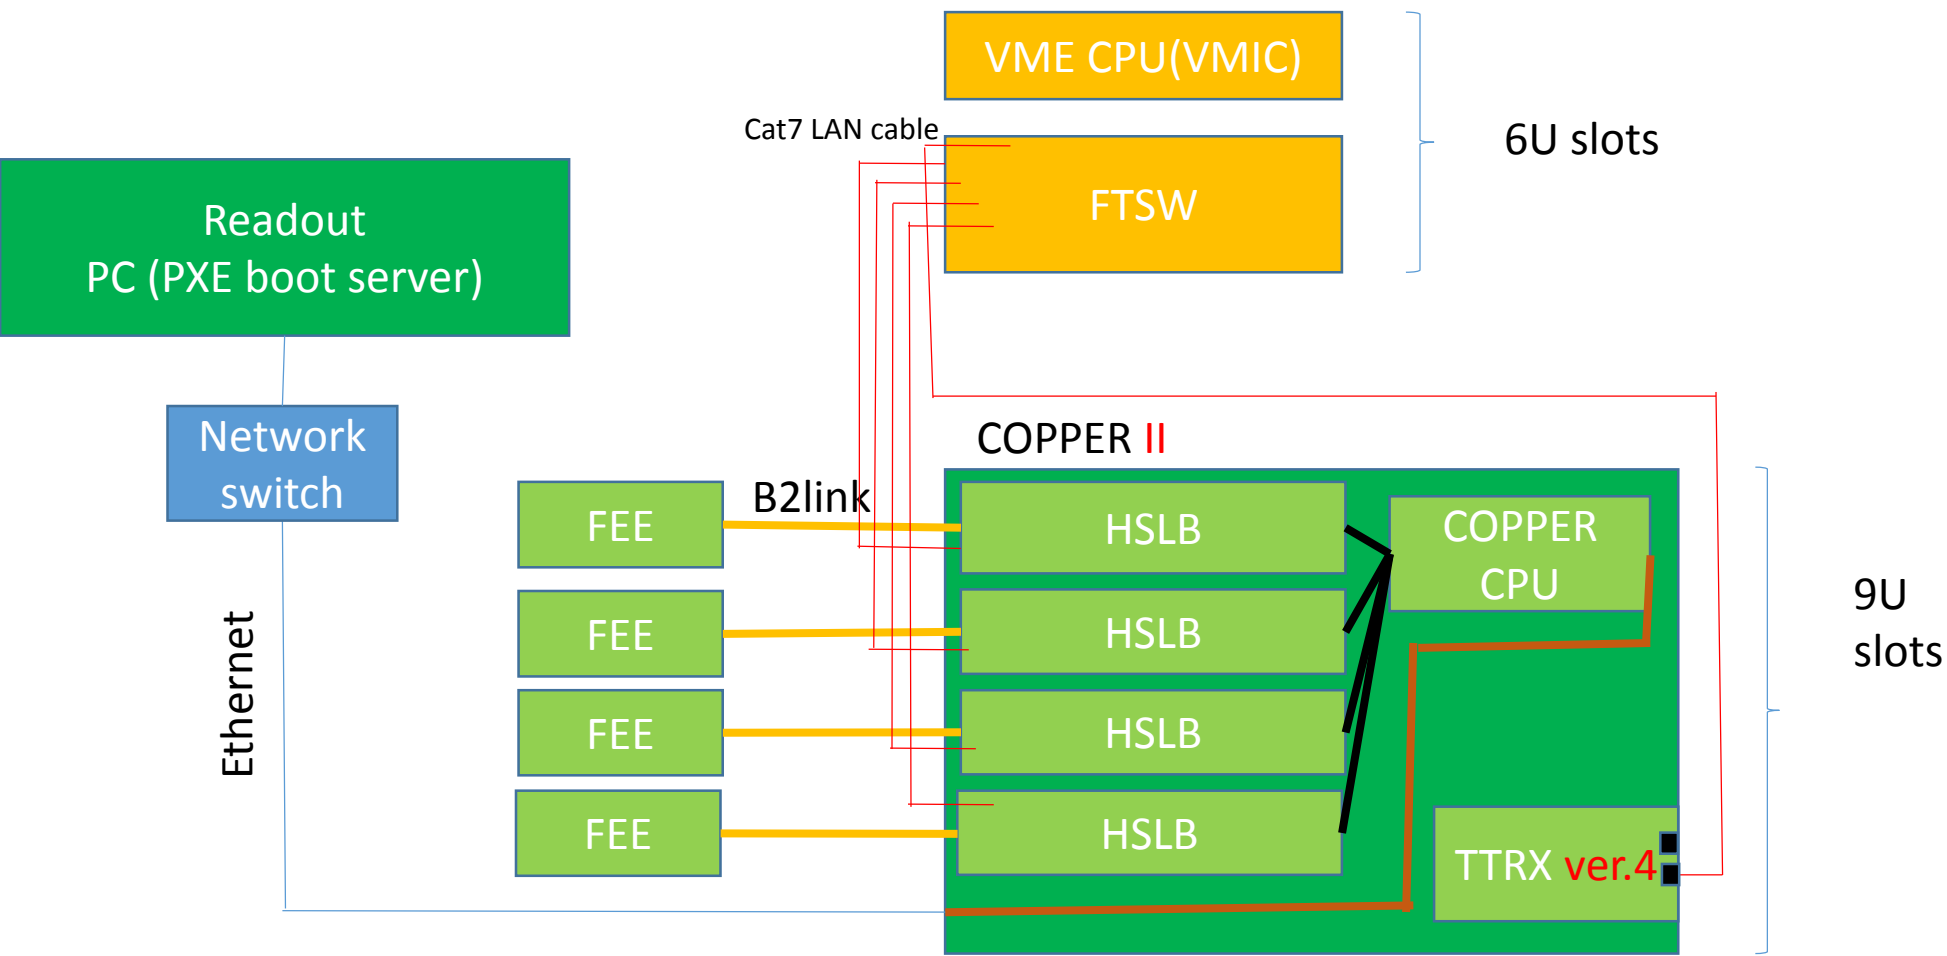 VME CPU(VMIC)
Cat7 LAN cable
6U slots
FTSW
Readout
PC (PXE boot server)
Network
switch
COPPER II
B2link
FEE
HSLB
COPPER
CPU
FEE
HSLB
9U
slots
Ethernet
FEE
HSLB
FEE
HSLB
TTRX ver.4